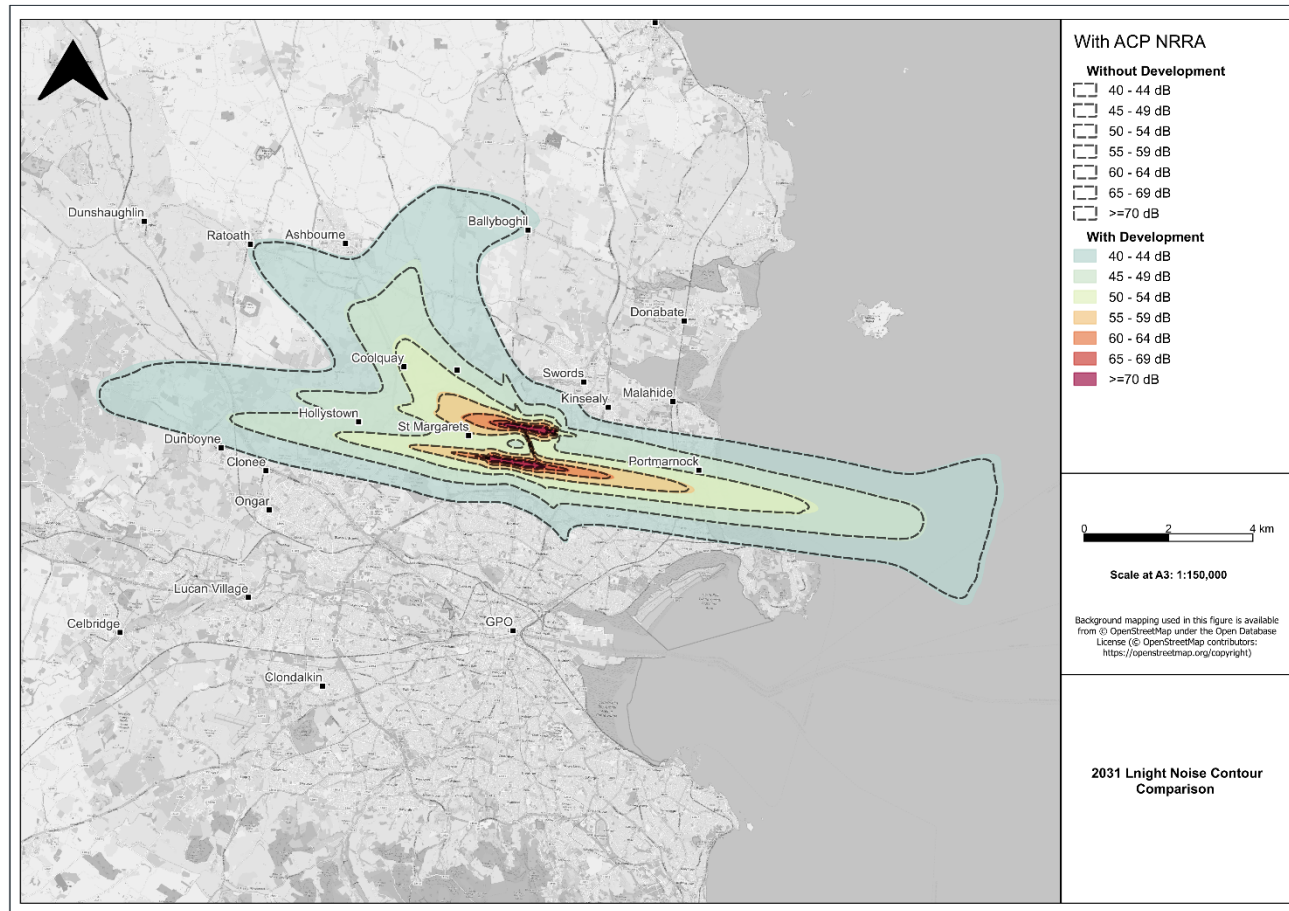 With ACP NRRA
Without Development
40 - 44 dB
45 - 49 dB
50 - 54 dB
55 - 59 dB
60 - 64 dB
65 - 69 dB
>=70 dB
With Development
40 - 44 dB
45 - 49 dB
50 - 54 dB
55 - 59 dB
60 - 64 dB
65 - 69 dB
>=70 dB
Dunshaughlin
Ratoath
Ashbourne
Ballyboghil
Donabate
Coolquay
Swords
Kinsealy
Malahide
Hollystown
St Margarets
Dunboyne
Clonee
Portmarnock
Ongar
Lucan Village
Celbridge
GPO
Clondalkin
0 2 4 km
Scale at A3: 1:150,000
Background mapping used in this figure is available
from © OpenStreetMap under the Open Database
License (© OpenStreetMap contributors:
https://openstreetmap.org/copyright)
2031 Lnight Noise Contour
Comparison